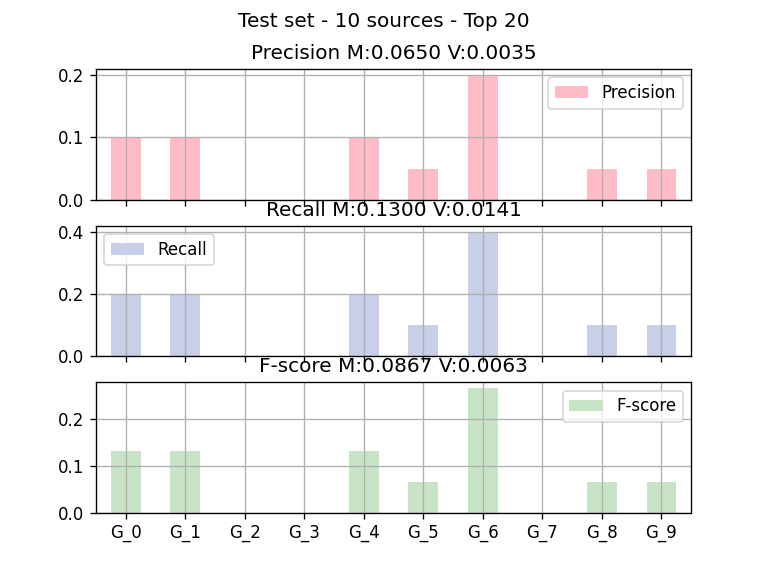 Test set - 10 sources - Top 20
Precision M:0.0650 V:0.0035
0.2
0.1
0.0
Precision
Recall M:0.1300 V:0.0141
0.4
0.2
0.0
Recall
F-score M:0.0867 V:0.0063
0.2
0.1
0.0
F-score
G_0 G_1 G_2 G_3 G_4 G_5 G_6 G_7 G_8 G_9